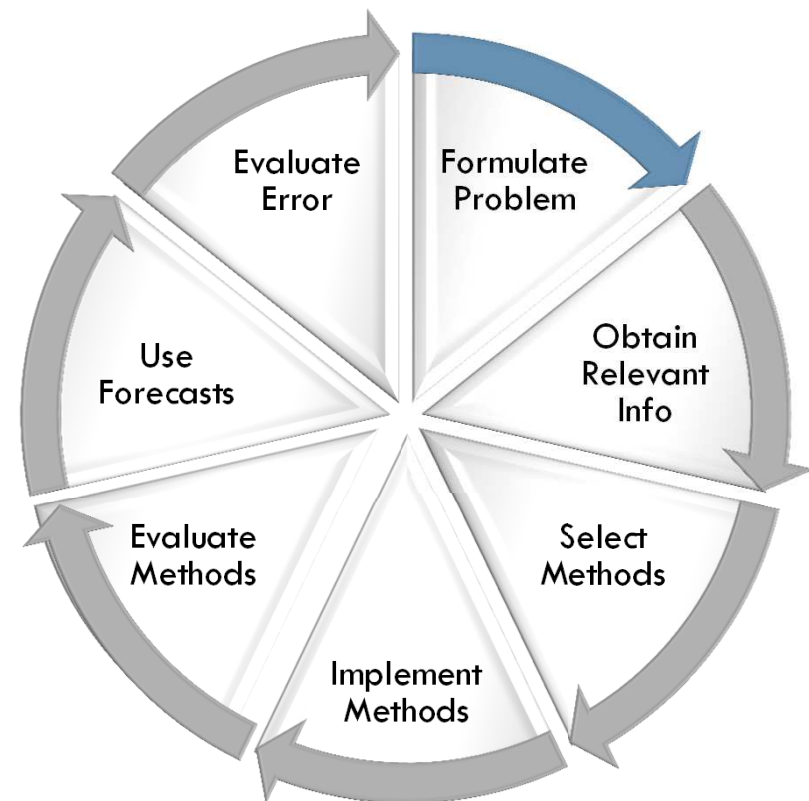 Formulate
Problem
Obtain
Relevant
Info
Select
Methods
Implement
Methods
Evaluate
Methods
Use
Forecasts
Evaluate
Error